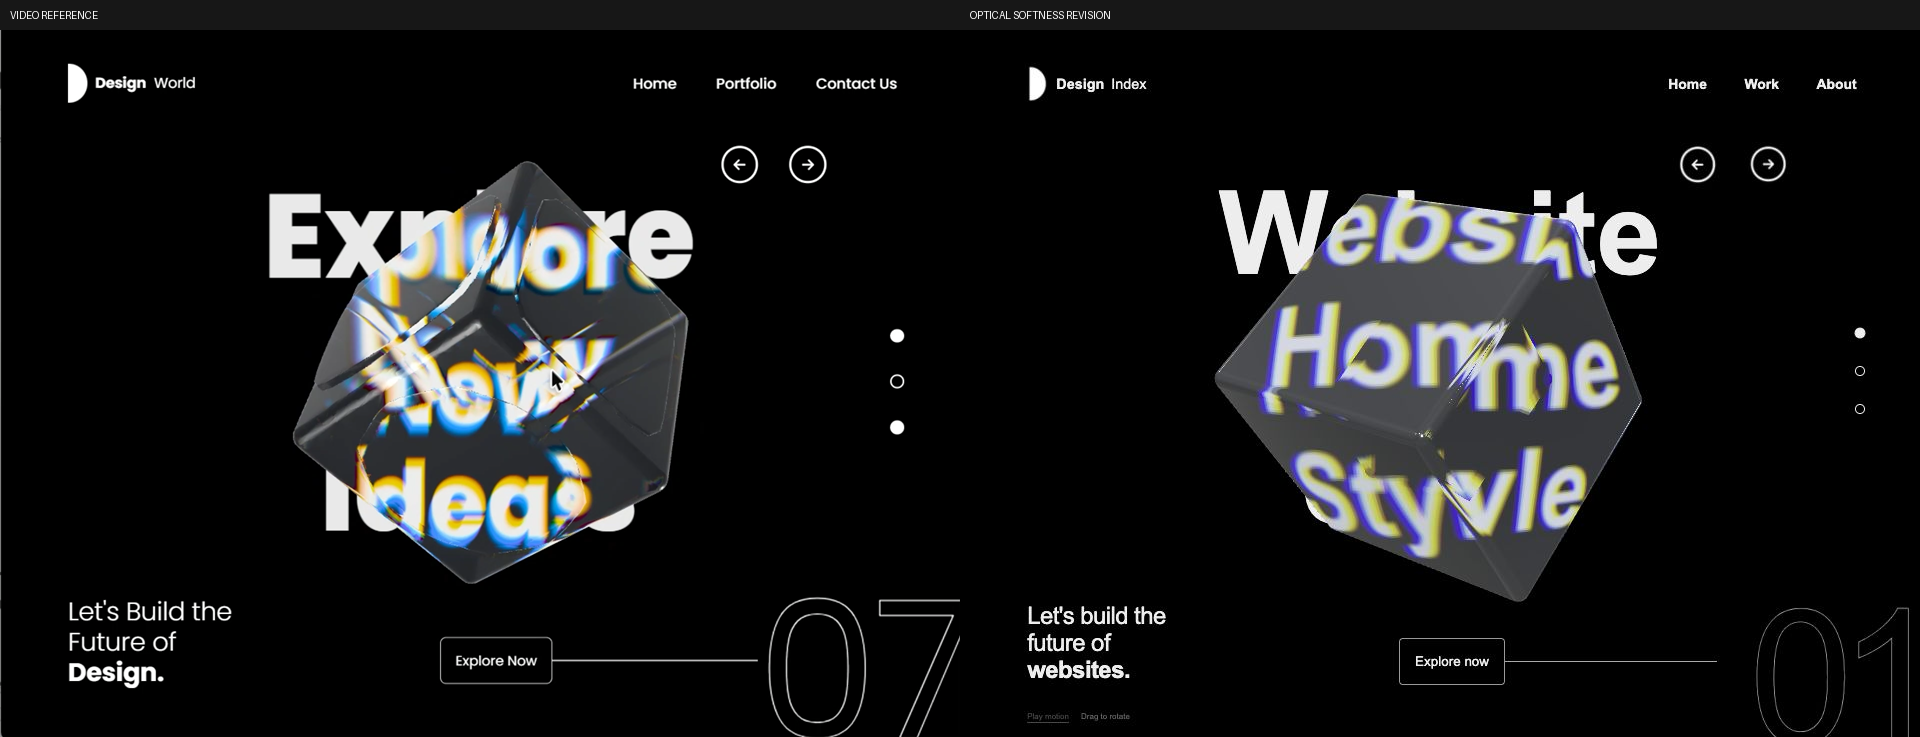 VIDEO REFERENCE
OPTICAL SOFTNESS REVISION
Design World
Home Portfolio Contact Us
Explore
New
Ideas
Let's Build the
Future of
Design.
Explore Now
07
Design Index
Home Work About
Website
Home
Style
Let's build the
future of
websites.
Explore now
01
Play motion Drag to rotate